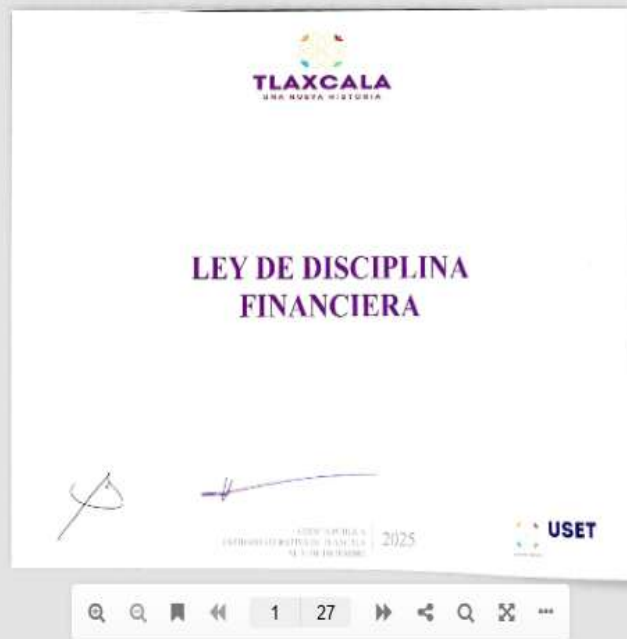 TLAXCALA
UNA NUEVA HISTORIA
LEY DE DISCIPLINA
FINANCIERA
2025
USET
1 27